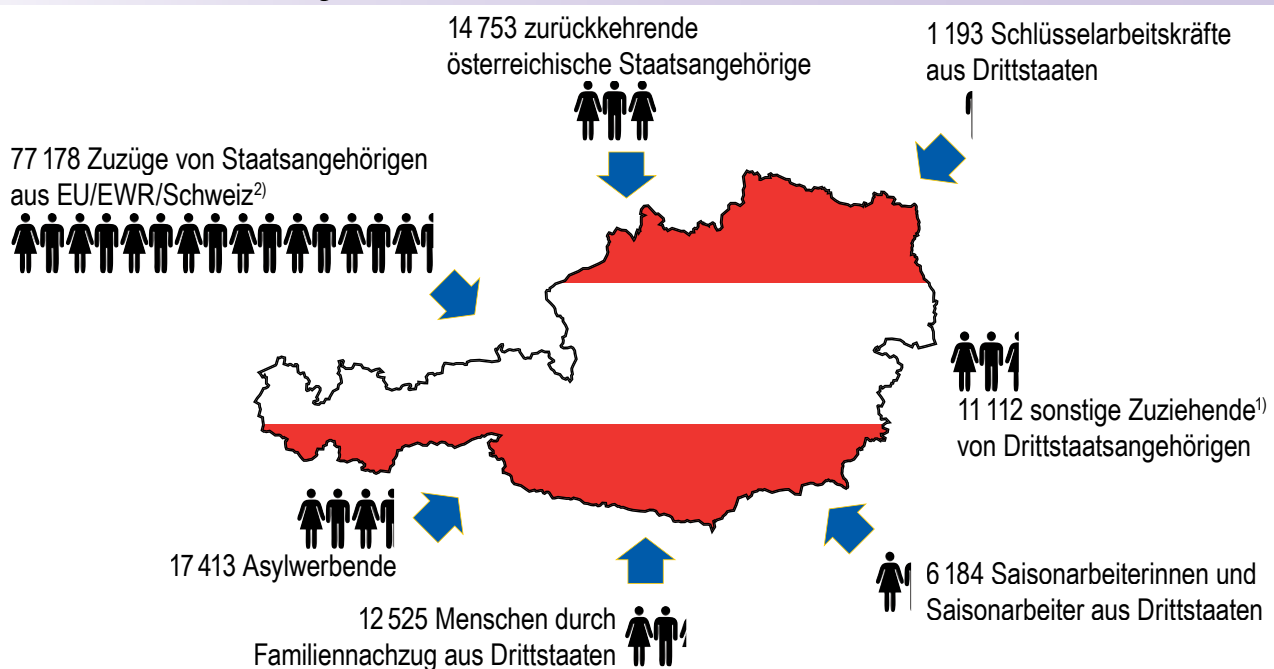 14 753 zurückkehrende
österreichische Staatsangehörige
1 193 Schlüsselarbeitskräfte
aus Drittstaaten
77 178 Zuzüge von Staatsangehörigen
aus EU/EWR/Schweiz2)
11 112 sonstige Zuziehende1)
von Drittstaatsangehörigen
17 413 Asylwerbende
6 184 Saisonarbeiterinnen und
Saisonarbeiter aus Drittstaaten
12 525 Menschen durch
Familiennachzug aus Drittstaaten